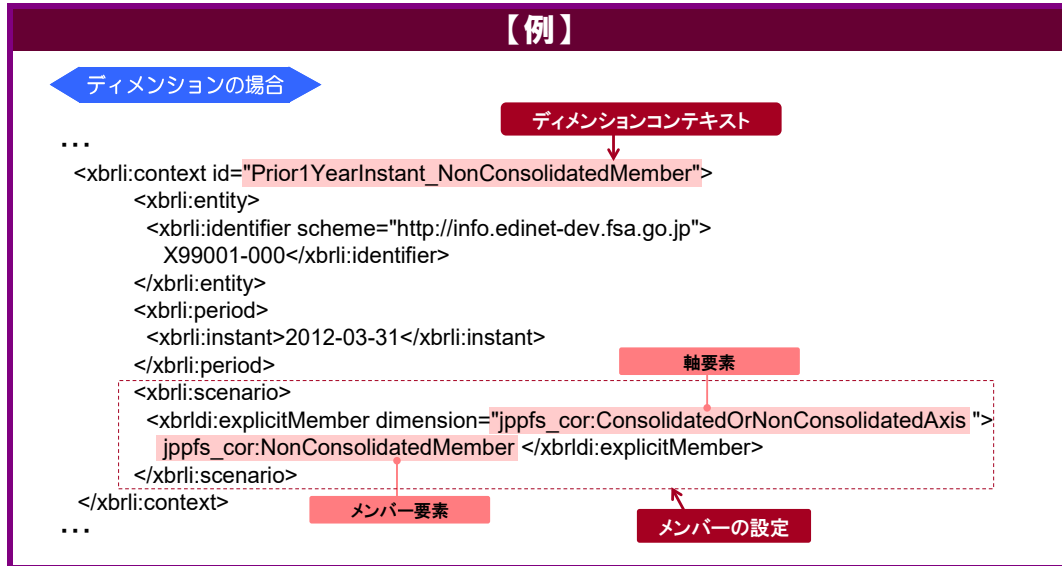 【例】
ディメンションの場合
ディメンションコンテキスト
...
<xbrli:context id="Prior1YearInstant_NonConsolidatedMember">
<xbrli:entity>
<xbrli:identifier scheme="http://info.edinet-dev.fsa.go.jp">
X99001-000</xbrli:identifier>
</xbrli:entity>
<xbrli:period>
<xbrli:instant>2012-03-31</xbrli:instant>
</xbrli:period>
軸要素
<xbrli:scenario>
<xbrldi:explicitMember dimension="jppfs_cor:ConsolidatedOrNonConsolidatedAxis ">
jppfs_cor:NonConsolidatedMember </xbrldi:explicitMember>
</xbrli:scenario>
</xbrli:context>
メンバー要素
メンバーの設定
...